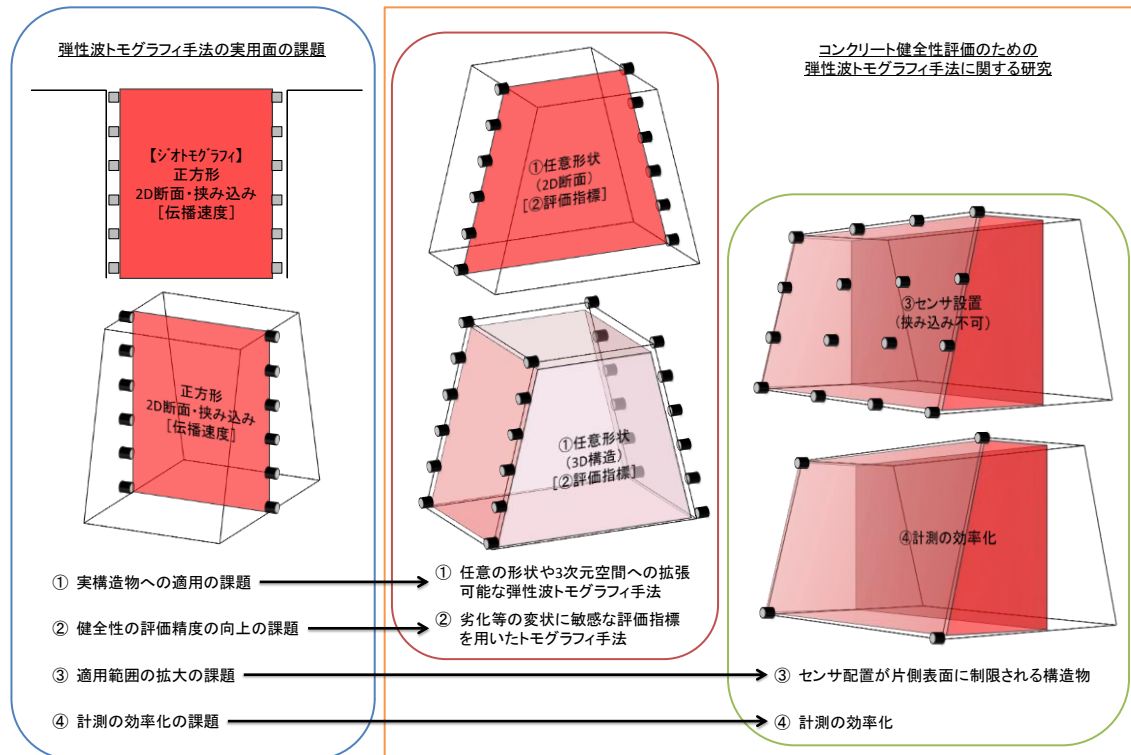 弾性波トモグラフィ手法の実用面の課題
【ジオトモグラフィ】
正方形
2D断面・挟み込み
[伝播速度]
正方形
2D断面・挟み込み
[伝播速度]
① 実構造物への適用の課題
② 健全性の評価精度の向上の課題
③ 適用範囲の拡大の課題
④ 計測の効率化の課題
①任意形状
(2D断面)
[②評価指標]
①任意形状
(3D構造)
[②評価指標]
① 任意の形状や3次元空間への拡張
可能な弾性波トモグラフィ手法
② 劣化等の変状に敏感な評価指標
を用いたトモグラフィ手法
コンクリート健全性評価のための
弾性波トモグラフィ手法に関する研究
③センサ設置
(挟み込み不可)
④計測の効率化
③ センサ配置が片側表面に制限される構造物
④ 計測の効率化